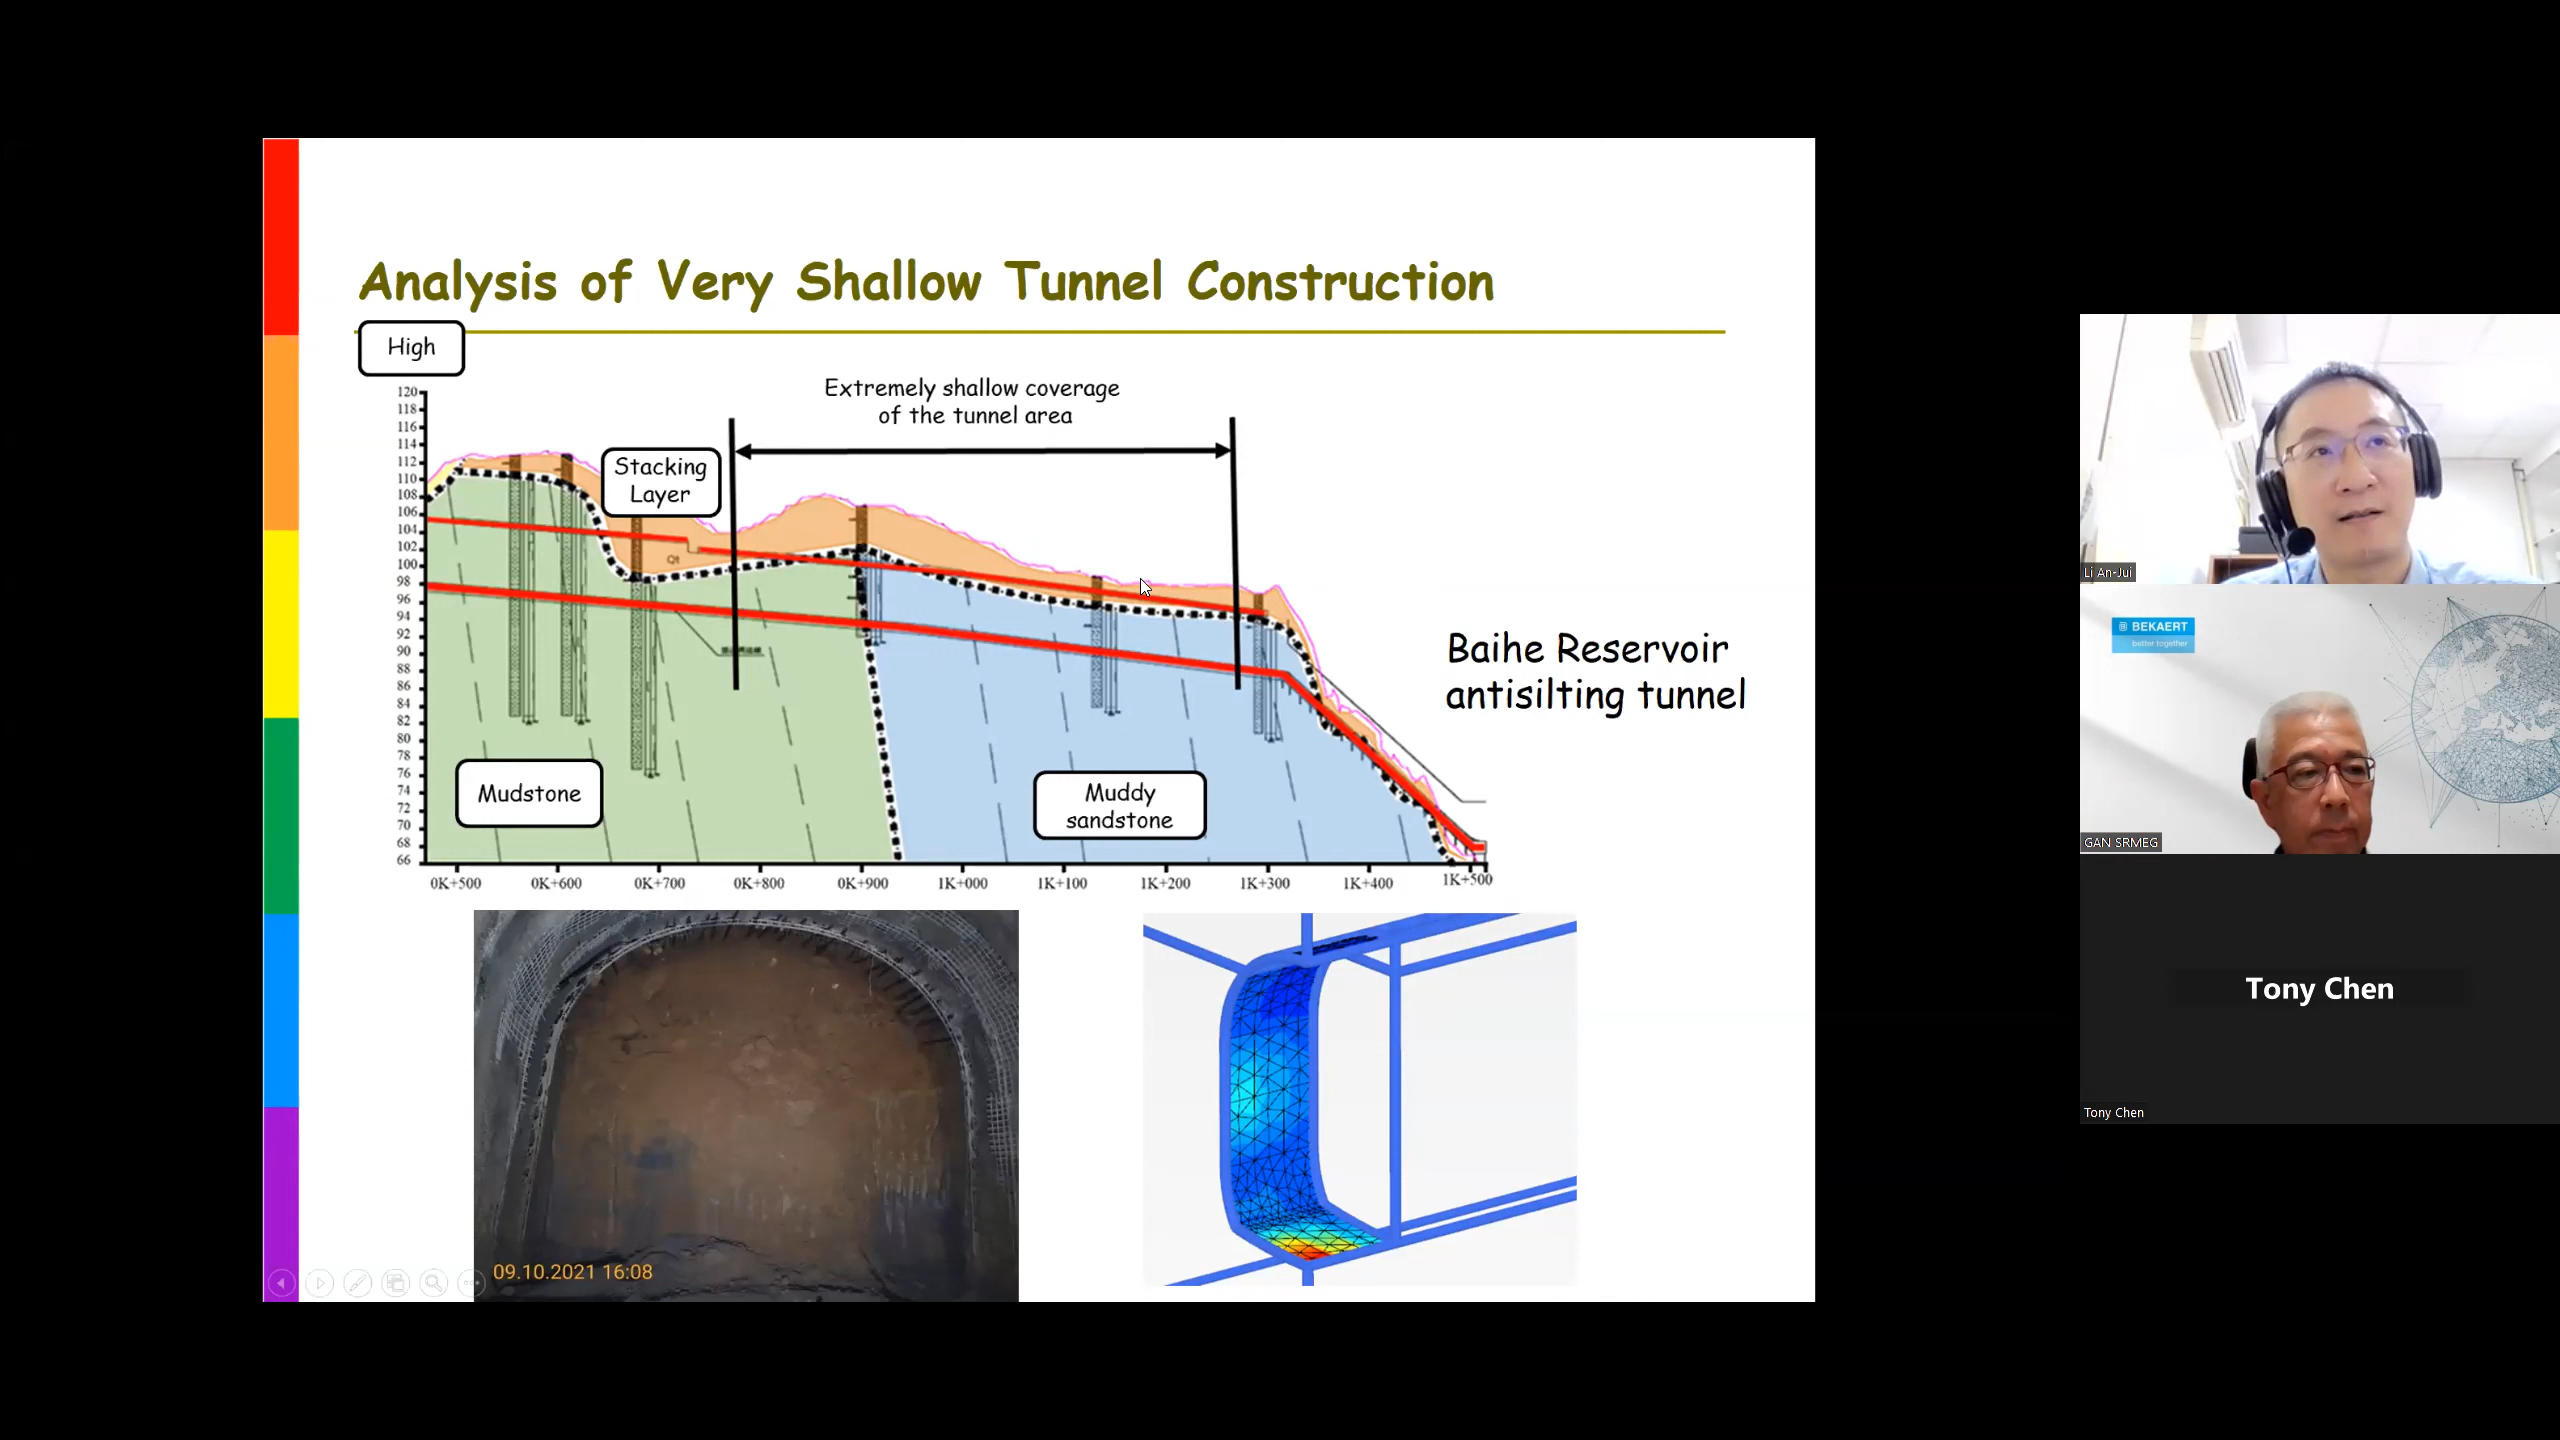 Analysis of Very Shallow Tunnel Construction
High
Extremely shallow coverage
of the tunnel area
Stacking
Layer
120
118
116
114
112
110
108
106
104
102
100
98
96
94
92
90
88
86
84
82
80
78
76
74
72
70
68
66
Qt
Mudstone
Muddy
sandstone
Baihe Reservoir
antisilting tunnel
0K+500
0K+600
0K+700
0K+800
0K+900
1K+000
1K+100
1K+200
1K+300
1K+400
1K+500
09.10.2021 16:08
Li An-Jui
BEKAERT
better together
GAN SRMEG
Tony Chen
Tony Chen